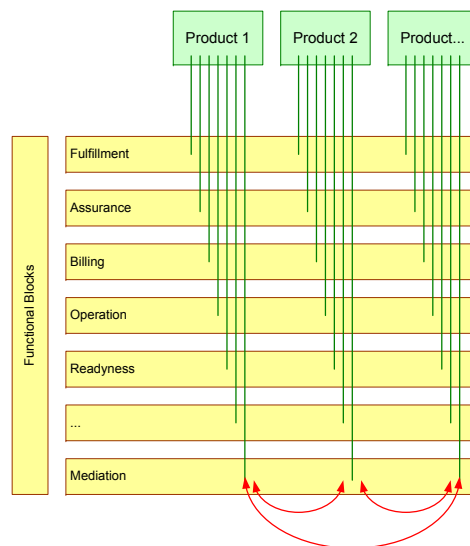 Product 1
Product 2
Product...
Functional Blocks
Fulfillment
Assurance
Billing
Operation
Readyness
...
Mediation